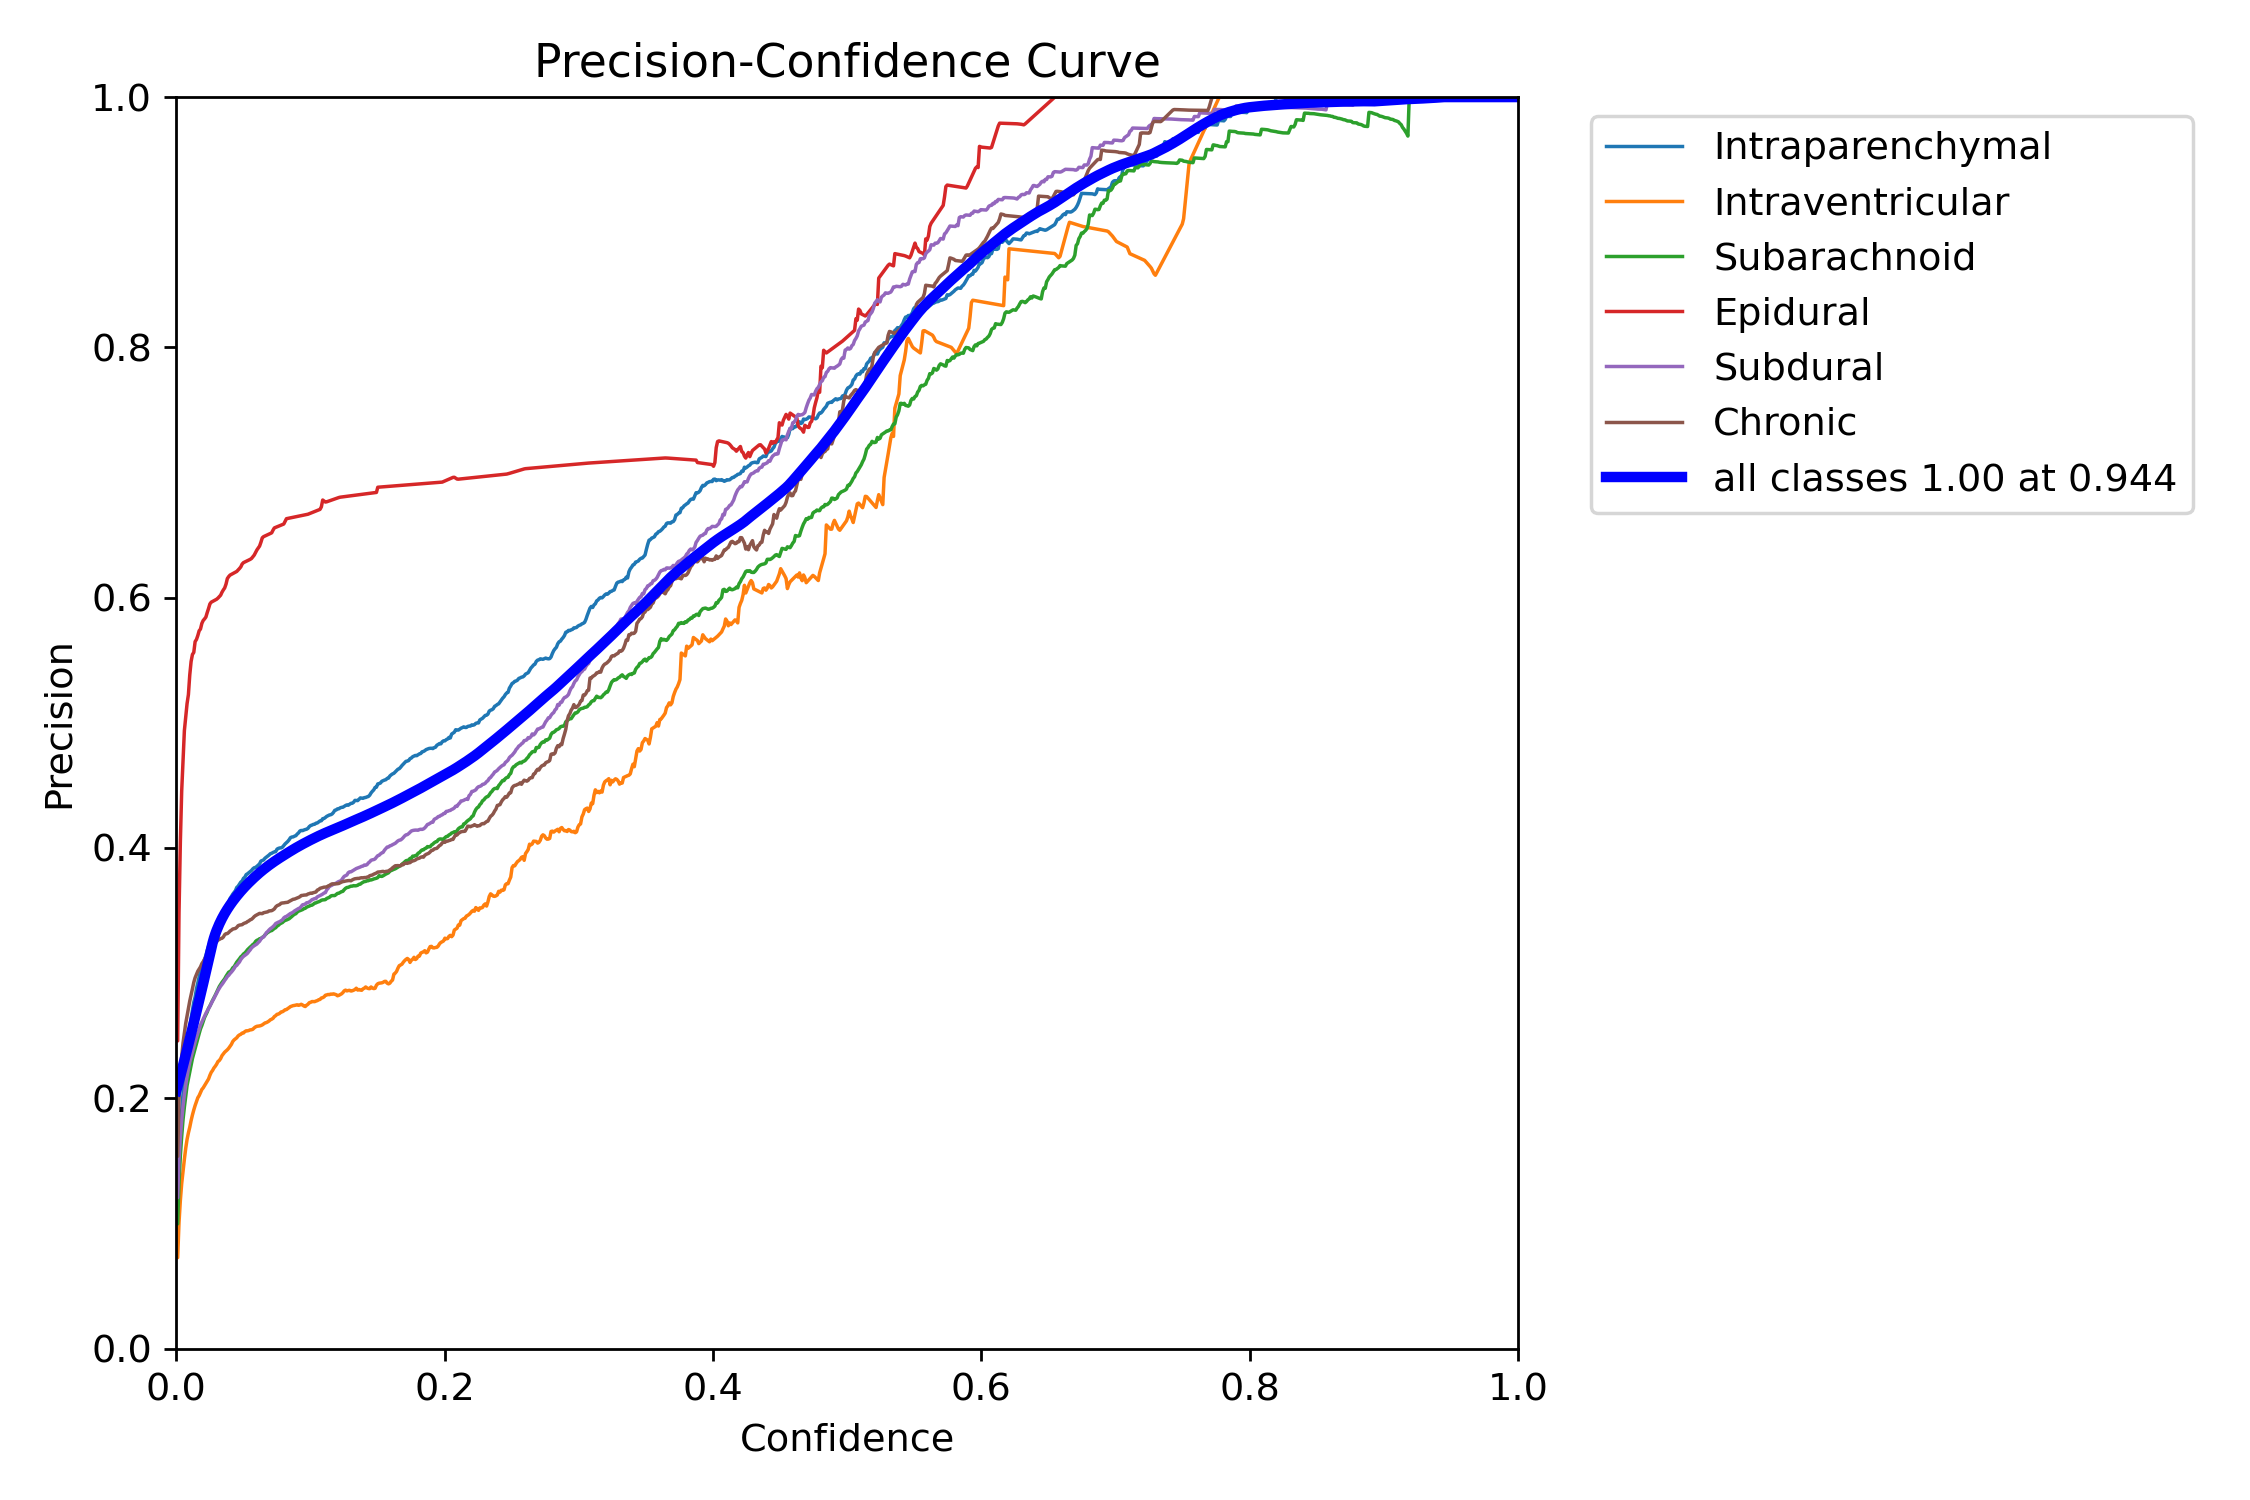 Precision-Confidence Curve
1.0
0.8
0.6
0.4
0.2
0.0
Precision
0.0 0.2 0.4 0.6 0.8 1.0
Confidence
Intraparenchymal
Intraventricular
Subarachnoid
Epidural
Subdural
Chronic
all classes 1.00 at 0.944